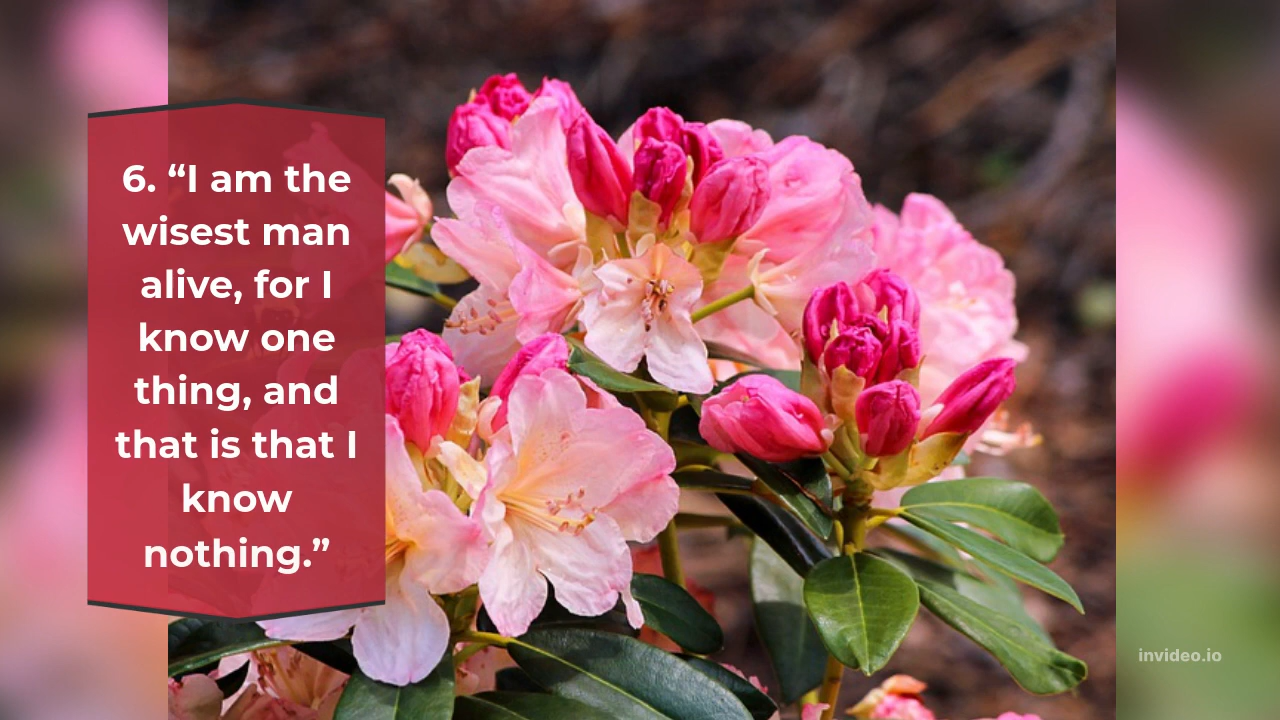 6. “I am the
wisest man
alive, for I
know one
thing, and
that is that I
know
nothing.”
invideo.io